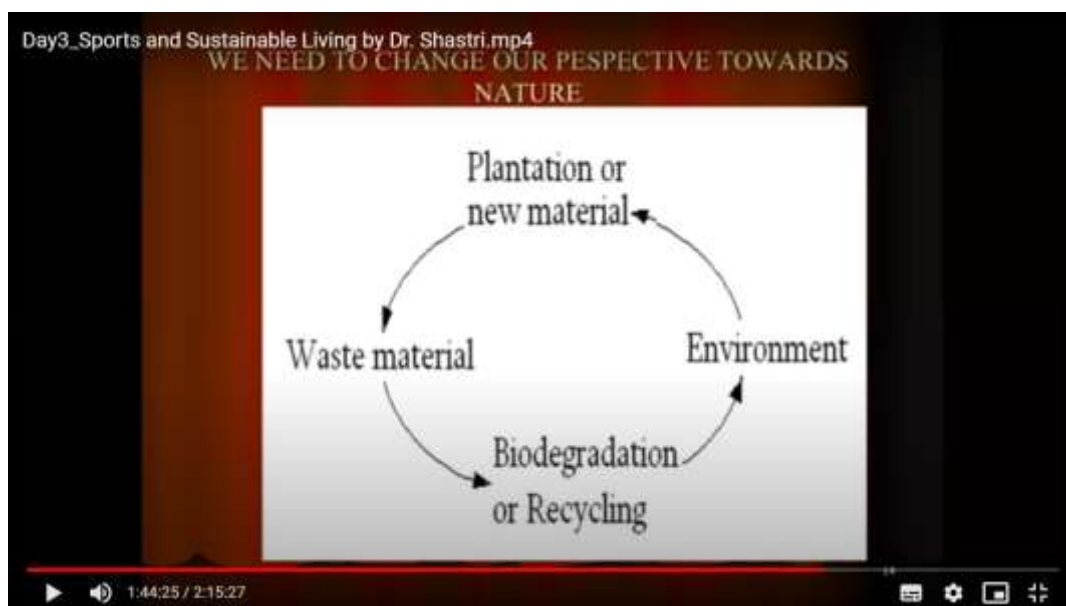 Day3_Sports and Sustainable Living by Dr. Shastri.mp4
WE NEED TO CHANGE OUR PESPECTIVE TOWARDS
NATURE
Plantation or
new material
Waste material
Environment
Biodegradation
or Recycling
1:44:25 / 2:15:27